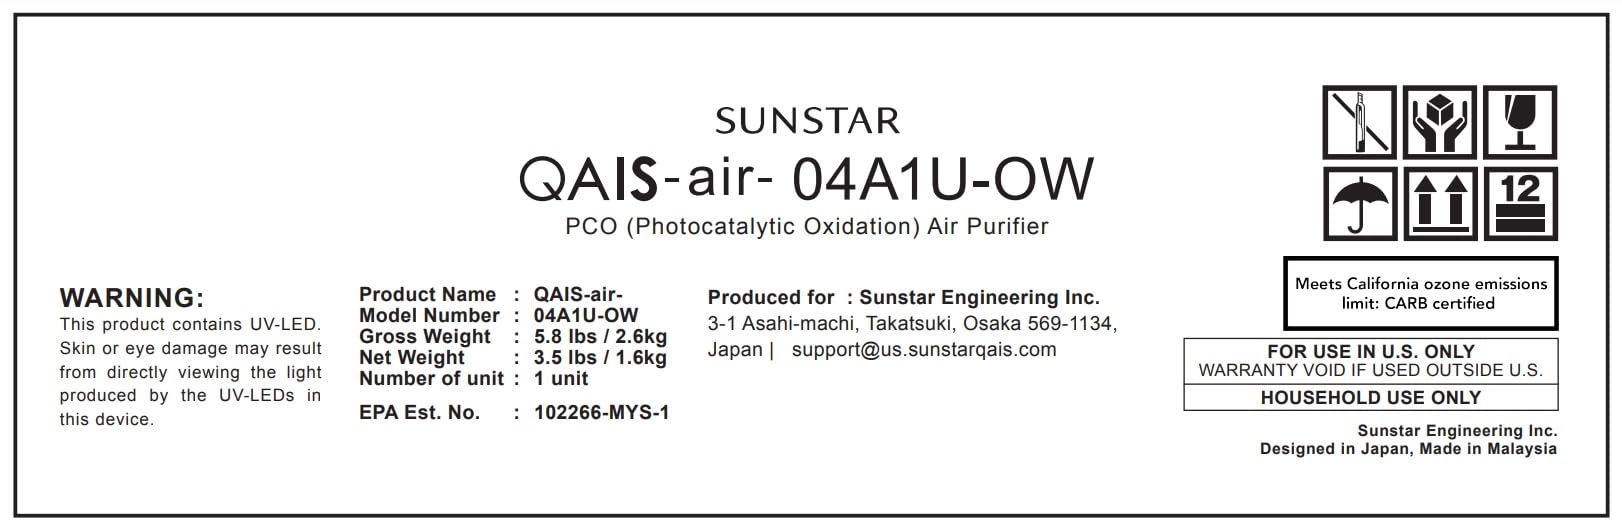 SUNSTAR
QAIS-air- 04A1U-OW
PCO (Photocatalytic Oxidation) Air Purifier
WARNING:
This product contains UV-LED.
Skin or eye damage may result
from directly viewing the light
produced by the UV-LEDs in
this device.
Product Name : QAIS-air-
Model Number : 04A1U-OW
Gross Weight : 5.8 lbs / 2.6kg
Net Weight : 3.5 lbs / 1.6kg
Number of unit : 1 unit
EPA Est. No. : 102266-MYS-1
Produced for : Sunstar Engineering Inc.
3-1 Asahi-machi, Takatsuki, Osaka 569-1134,
Japan | support@us.sunstarqais.com
12
Meets California ozone emissions
limit: CARB certified
FOR USE IN U.S. ONLY
WARRANTY VOID IF USED OUTSIDE U.S.
HOUSEHOLD USE ONLY
Sunstar Engineering Inc.
Designed in Japan, Made in Malaysia